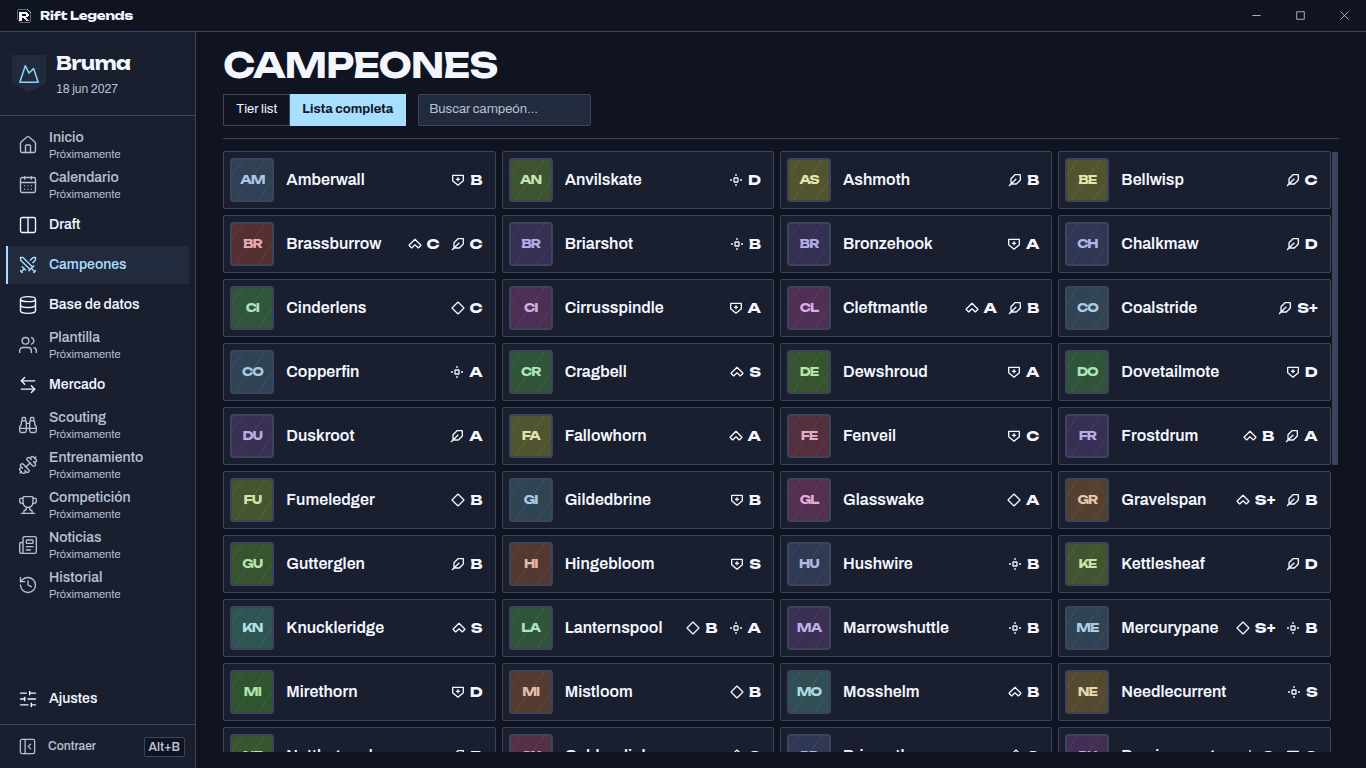 Rift Legends
Bruma
18 jun 2027
Inicio
Próximamente
Calendario
Próximamente
Draft
Campeones
Base de datos
Plantilla
Próximamente
Mercado
Scouting
Próximamente
Entrenamiento
Próximamente
Competición
Próximamente
Noticias
Próximamente
Historial
Próximamente
Ajustes
Contraer Alt+B
CAMPEONES
Tier list Lista completa Buscar campeón...
AM Amberwall B
AN Anvilskate D
AS Ashmoth B
BE Bellwisp C
BR Brassburrow C C
BR Briarshot B
BR Bronzehook A
CH Chalkmaw D
CI Cinderlens C
CI Cirrusspindle A
CL Cleftmantle A B
CO Coalstride S+
CO Copperfin A
CR Cragbell S
DE Dewshroud A
DO Dovetailmote D
DU Duskroot A
FA Fallowhorn A
FE Fenveil C
FR Frostdrum B A
FU Fumeledger B
GI Gildedbrine B
GL Glasswake A
GR Gravelspan S+ B
GU Gutterglen B
HI Hingebloom S
HU Hushwire B
KE Kettlesheaf D
KN Knuckleridge S
LA Lanternspool B A
MA Marrowshuttle B
ME Mercurypane S+ B
MI Mirethorn D
MI Mistloom B
MO Mosshelm B
NE Needlecurrent S